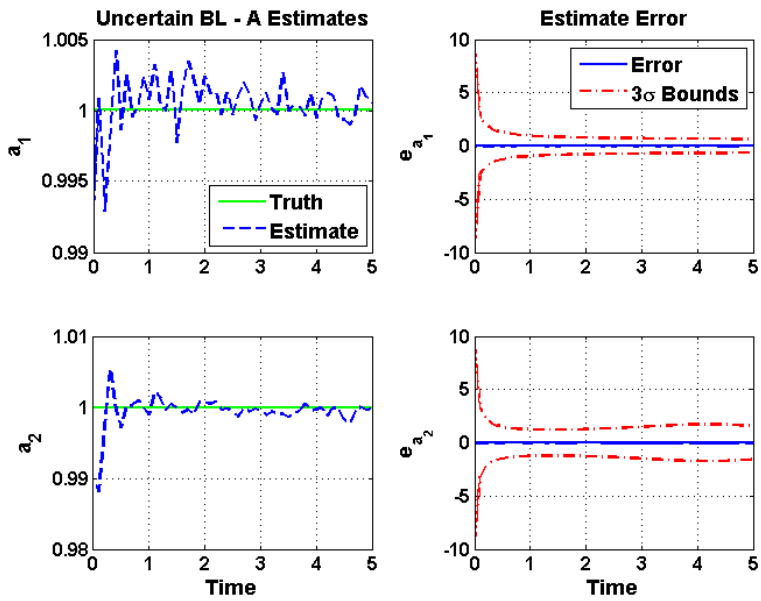 Uncertain BL - A Estimates
1.005
1
0.995
0.99
a1
Truth
Estimate
0 1 2 3 4 5
Estimate Error
10
5
0
-5
-10
ea1
Error
3σ Bounds
0 1 2 3 4 5
1.01
1
0.99
0.98
a2
0 1 2 3 4 5
Time
10
5
0
-5
-10
ea2
0 1 2 3 4 5
Time